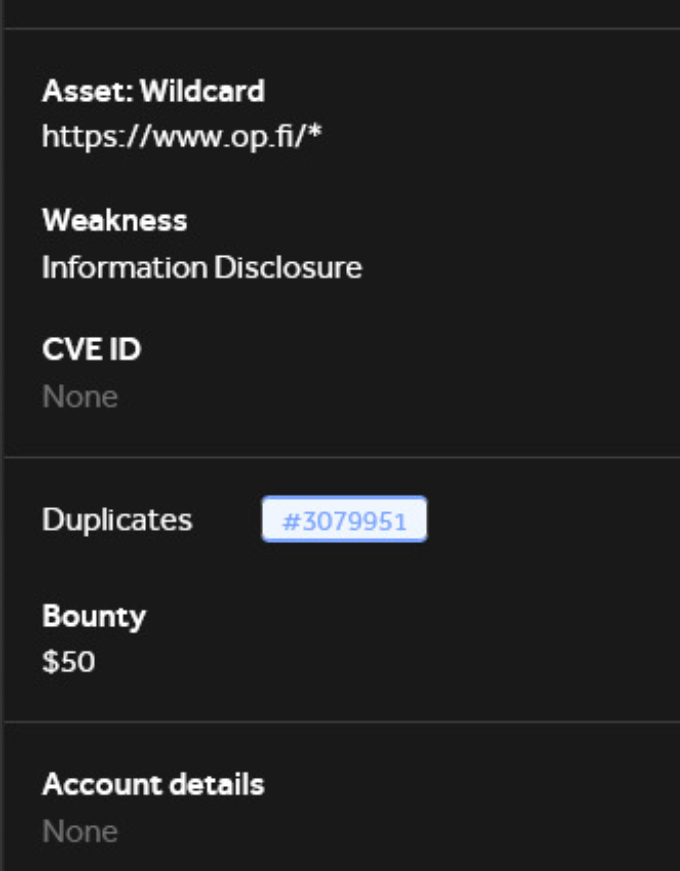 Asset: Wildcard
https://www.op.fi/*
Weakness
Information Disclosure
CVE ID
None
Duplicates #3079951
Bounty
$50
Account details
None